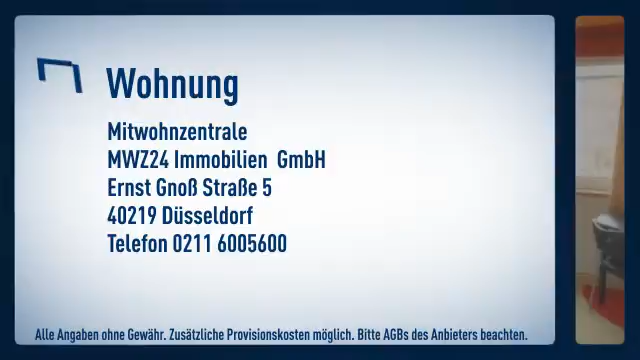 Wohnung
Mitwohnzentrale
MWZ24 Immobilien GmbH
Ernst Gnoß Straße 5
40219 Düsseldorf
Telefon 0211 6005600
Alle Angaben ohne Gewähr. Zusätzliche Provisionskosten möglich. Bitte AGBs des Anbieters beachten.